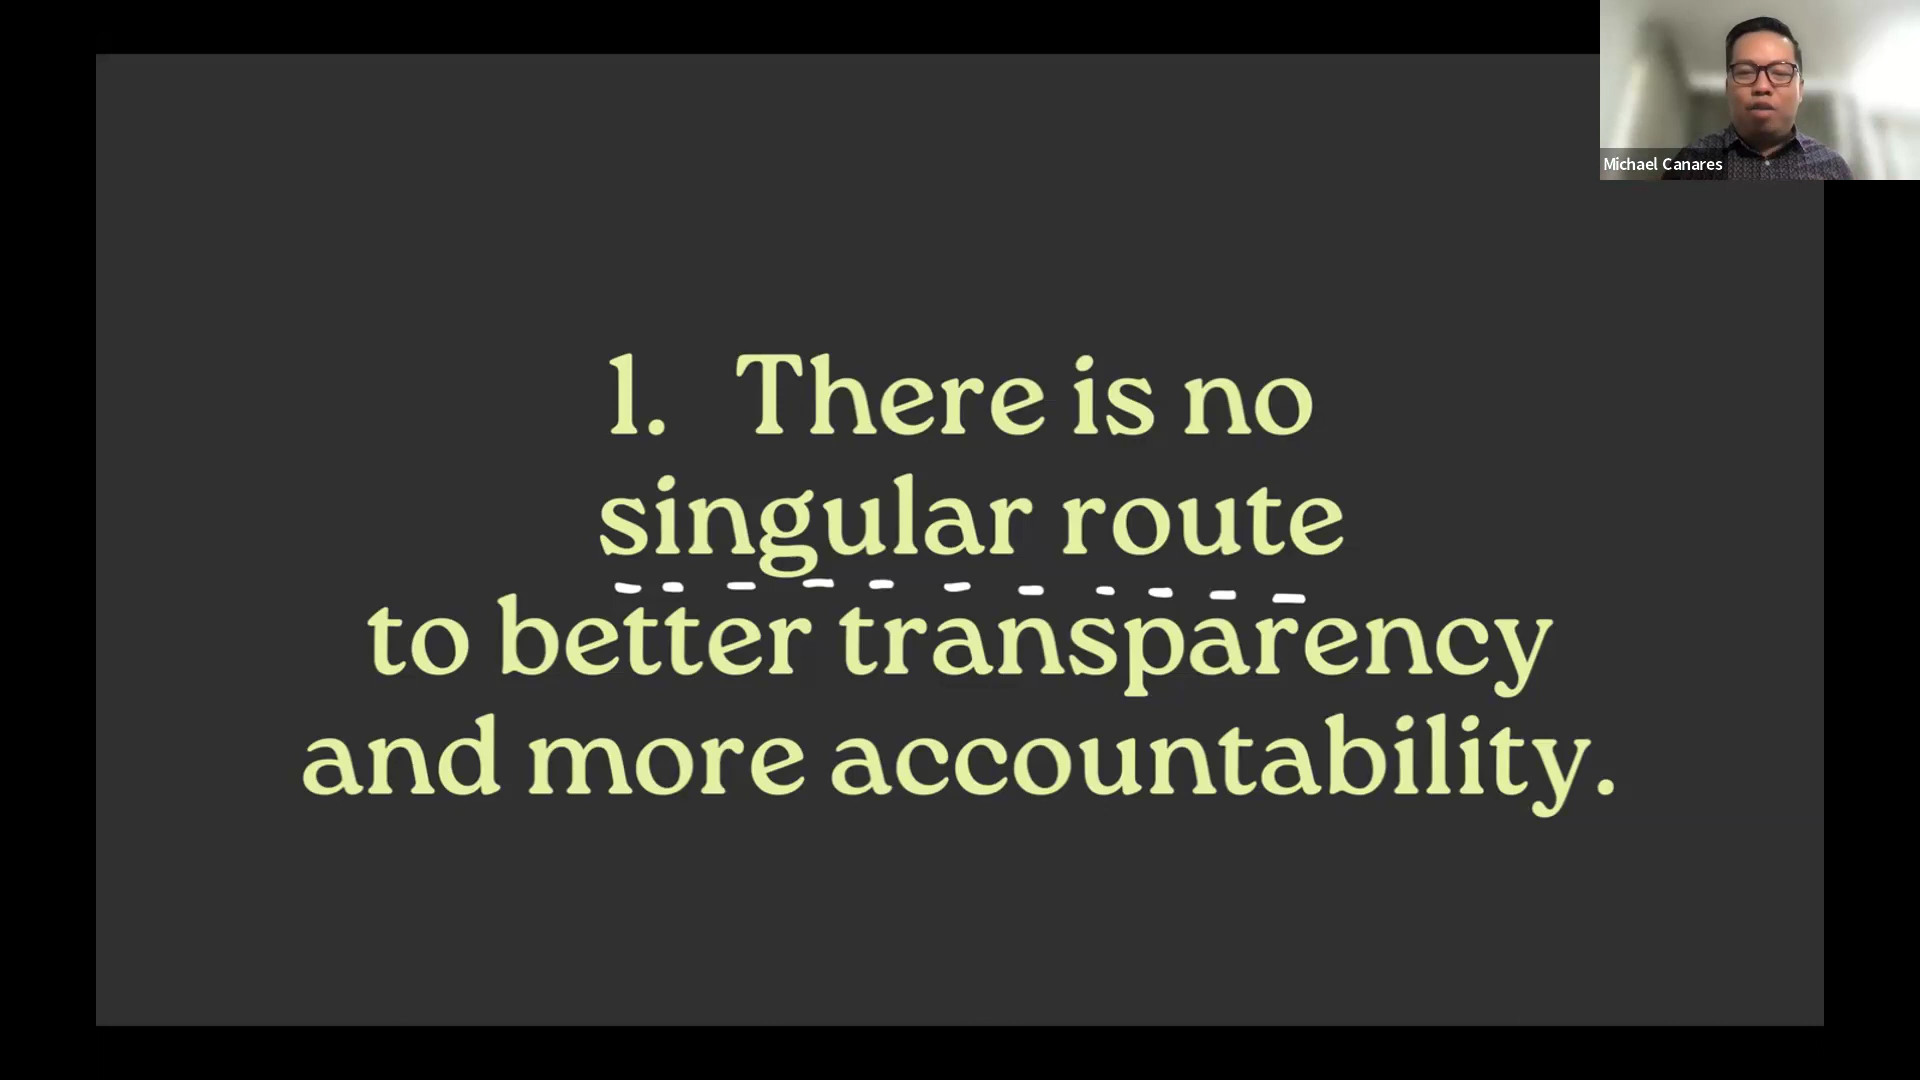 Michael Canares
1. There is no
singular route
to better transparency
and more accountability.